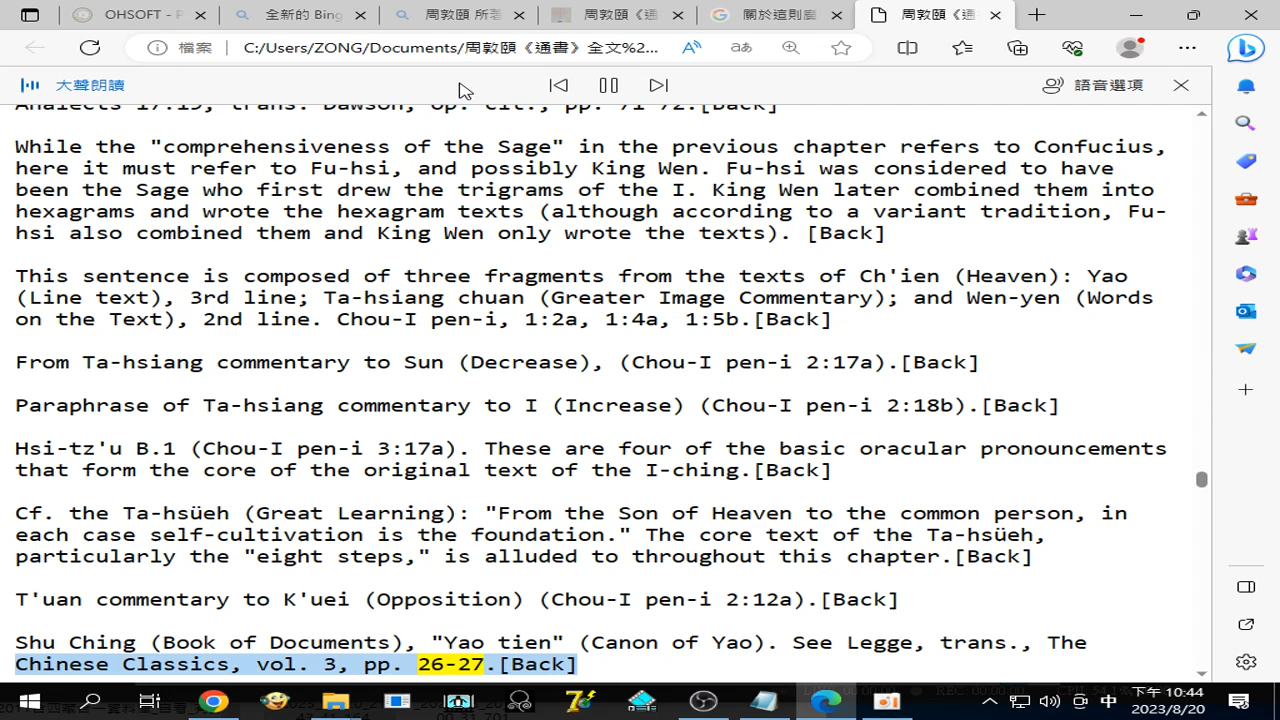 OHSOFT - P
全新的 Bing
周敦頤 所著
周敦頤《通
關於這則廳
周敦頤《通
檔案
C:/Users/ZONG/Documents/周敦頤《通書》全文%2...
大聲朗讀
語音選項
Analects 17:19, trans. Dawson, op. cit., pp. 71-72.[Back]
While the "comprehensiveness of the Sage" in the previous chapter refers to Confucius,
here it must refer to Fu-hsi, and possibly King Wen. Fu-hsi was considered to have
been the Sage who first drew the trigrams of the I. King Wen later combined them into
hexagrams and wrote the hexagram texts (although according to a variant tradition, Fu-
hsi also combined them and King Wen only wrote the texts). [Back]
This sentence is composed of three fragments from the texts of Ch'ien (Heaven): Yao
(Line text), 3rd line; Ta-hsiang chuan (Greater Image Commentary); and Wen-yen (Words
on the Text), 2nd line. Chou-I pen-i, 1:2a, 1:4a, 1:5b.[Back]
From Ta-hsiang commentary to Sun (Decrease), (Chou-I pen-i 2:17a).[Back]
Paraphrase of Ta-hsiang commentary to I (Increase) (Chou-I pen-i 2:18b).[Back]
Hsi-tz'u B.1 (Chou-I pen-i 3:17a). These are four of the basic oracular pronouncements
that form the core of the original text of the I-ching.[Back]
Cf. the Ta-hsüeh (Great Learning): "From the Son of Heaven to the common person, in
each case self-cultivation is the foundation." The core text of the Ta-hsüeh,
particularly the "eight steps," is alluded to throughout this chapter.[Back]
T'uan commentary to K'uei (Opposition) (Chou-I pen-i 2:12a).[Back]
Shu Ching (Book of Documents), "Yao tien" (Canon of Yao). See Legge, trans., The
Chinese Classics, vol. 3, pp. 26-27.[Back]
中
下午 10:44
2023/8/20